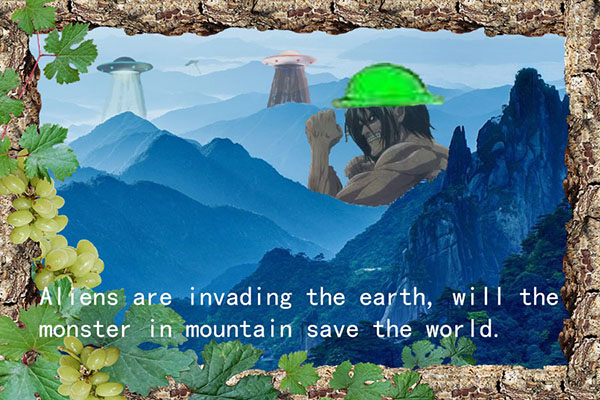 Aliens are invading the earth, will the
monster in mountain save the world.